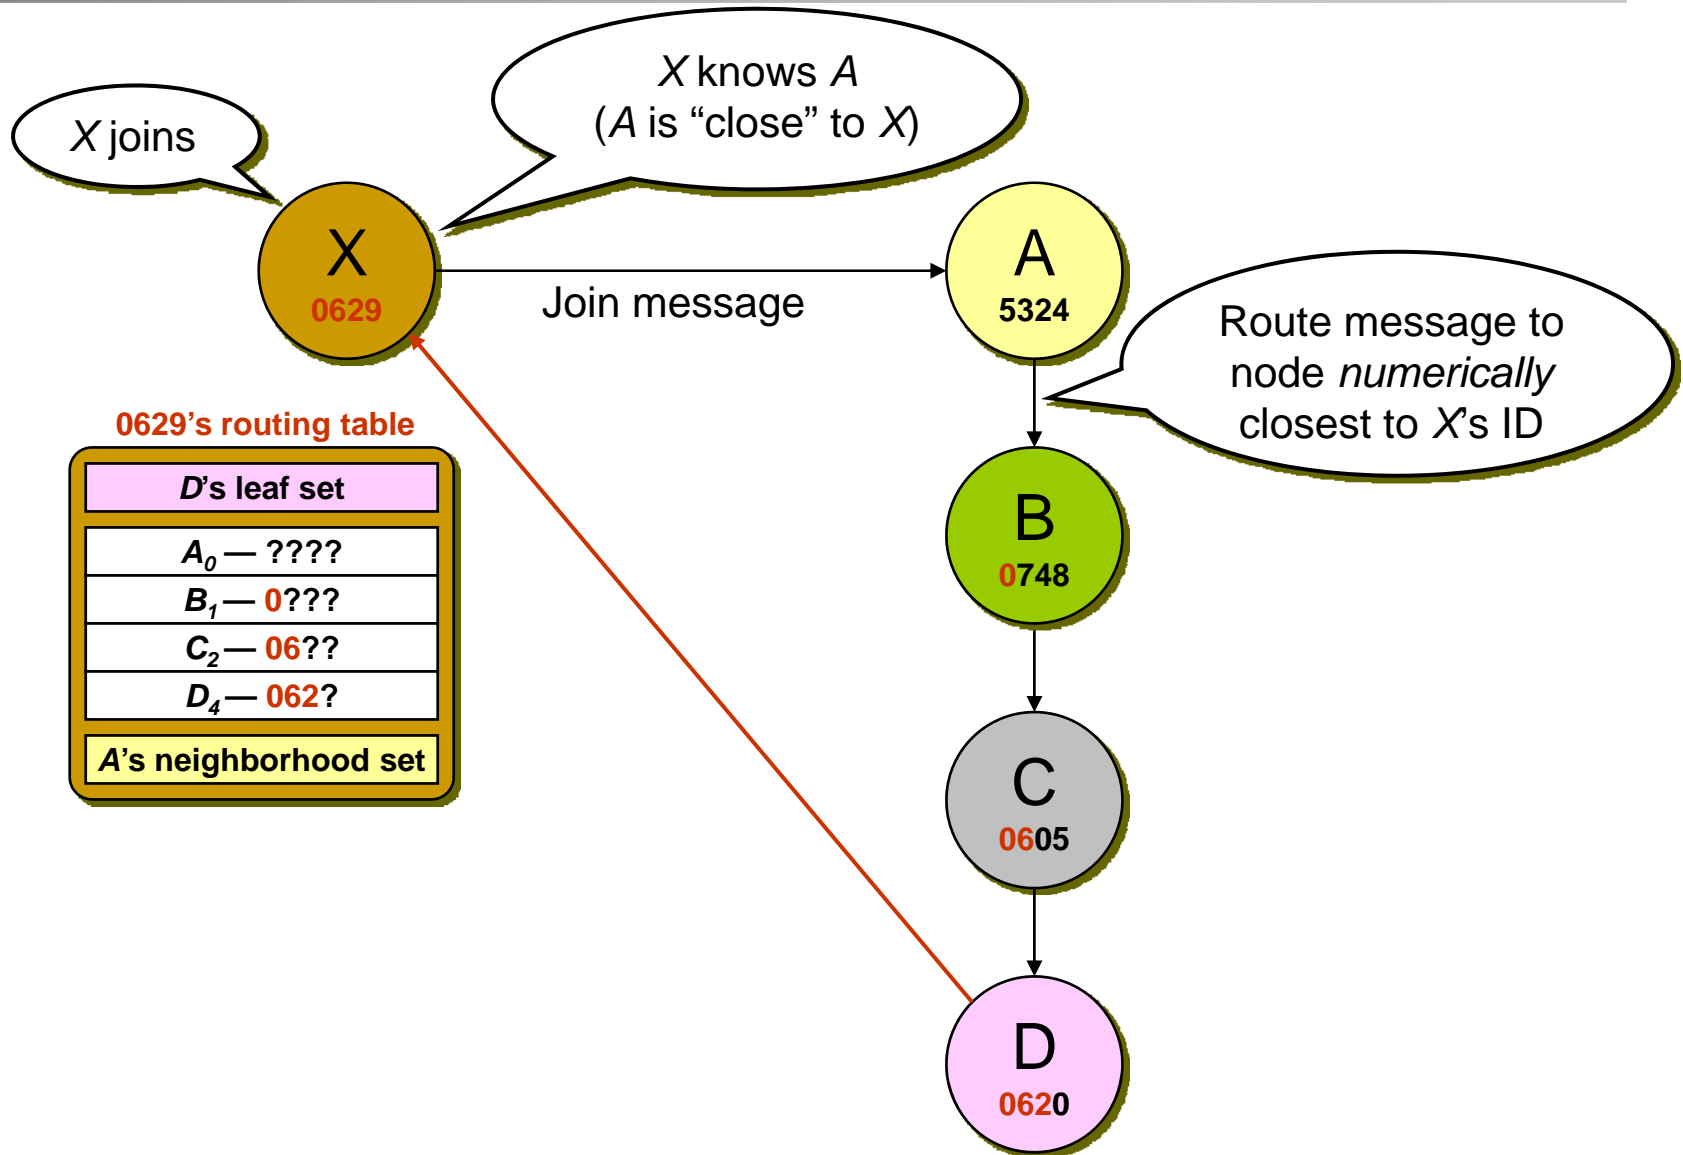 X joins
X knows A
(A is “close” to X)
X
0629
Join message
A
5324
Route message to
node numerically
closest to X’s ID
0629’s routing table
D’s leaf set
A0 — ????
B1 — 0???
C2 — 06??
D4 — 062?
A’s neighborhood set
B
0748
C
0605
D
0620